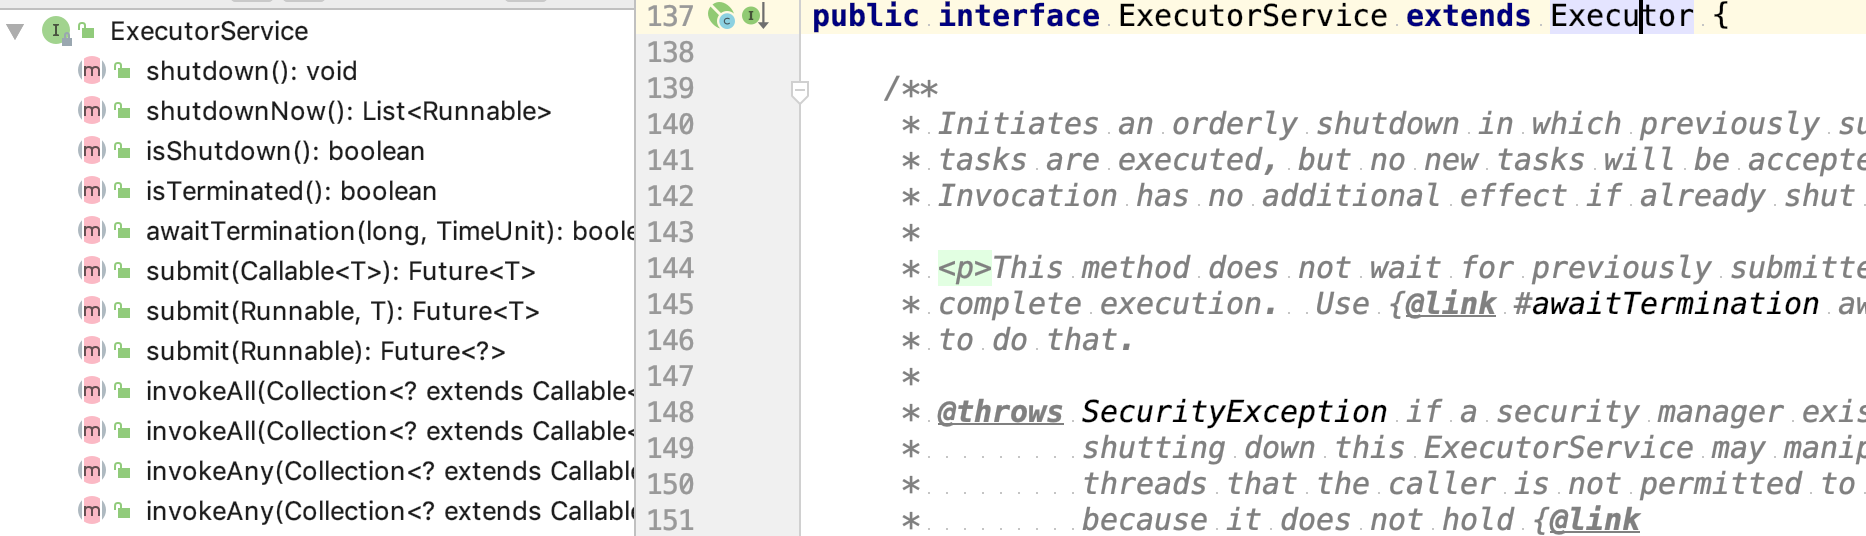 ExecutorService
shutdown(): void
shutdownNow(): List<Runnable>
isShutdown(): boolean
isTerminated(): boolean
awaitTermination(long, TimeUnit): boole
submit(Callable<T>): Future<T>
submit(Runnable, T): Future<T>
submit(Runnable): Future<?>
invokeAll(Collection<? extends Callable<
invokeAll(Collection<? extends Callable<
invokeAny(Collection<? extends Callabl
invokeAny(Collection<? extends Callabl
137 public interface ExecutorService extends Executor {
138
139 /**
140 * Initiates an orderly shutdown in which previously su
141 * tasks are executed, but no new tasks will be accepte
142 * Invocation has no additional effect if already shut
143 *
144 * <p>This method does not wait for previously submitte
145 * complete execution.  Use {@link #awaitTermination aw
146 * to do that.
147 *
148 * @throws SecurityException if a security manager exis
149 *         shutting down this ExecutorService may manip
150 *         threads that the caller is not permitted to
151 *         because it does not hold {@link